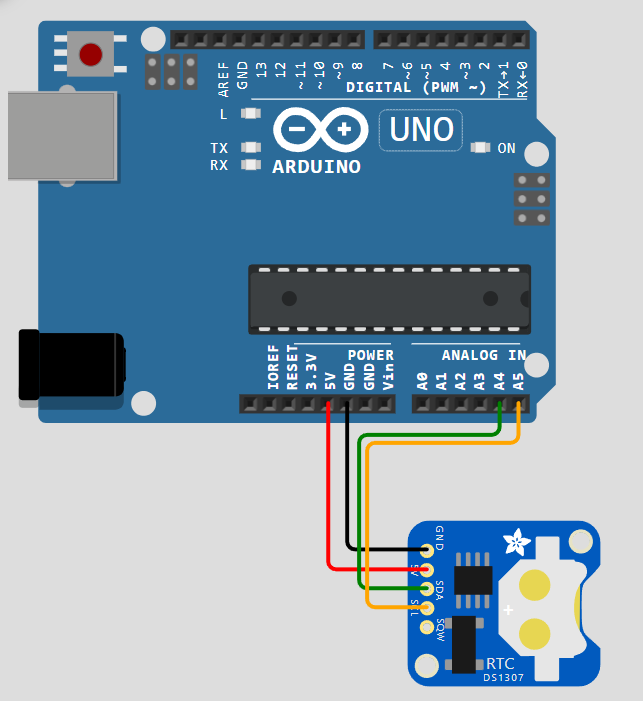 AREF
GND
13
12
~11
~10
~9
8
7
~6
~5
4
~3
2
TX→1
RX←0
DIGITAL (PWM ~)
L
TX
RX
UNO
ARDUINO
ON
POWER
ANALOG IN
IOREF
RESET
3.3V
5V
GND
GND
Vin
A0
A1
A2
A3
A4
A5
GND
5V
SDA
SCL
SQW
RTC
DS1307